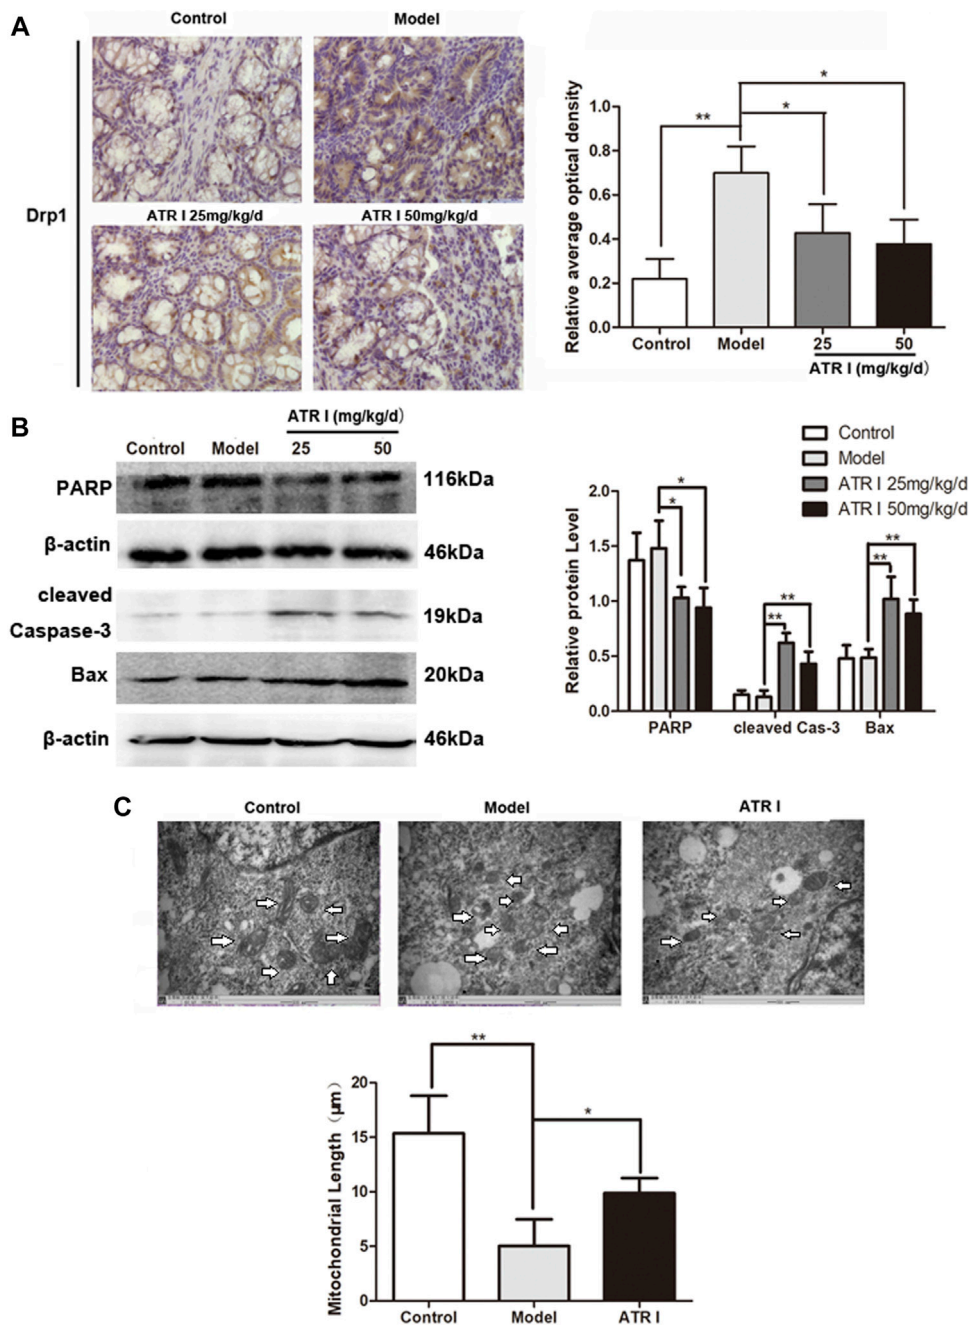 A
Control
Model
Drp1
ATR I 25mg/kg/d
ATR I 50mg/kg/d
Relative average optical density
1.0
0.8
0.6
0.4
0.2
0.0
**
*
*
Control
Model
25
50
ATR I (mg/kg/d)
B
ATR I (mg/kg/d)
Control
Model
25
50
PARP
116kDa
β-actin
46kDa
cleaved
Caspase-3
19kDa
Bax
20kDa
β-actin
46kDa
Control
Model
ATR I 25mg/kg/d
ATR I 50mg/kg/d
Relative protein Level
2.0
1.5
1.0
0.5
0.0
*
*
**
**
**
**
PARP
cleaved Cas-3
Bax
C
Control
Model
ATR I
Mitochondrial Length (μm)
20
15
10
5
0
**
*
Control
Model
ATR I